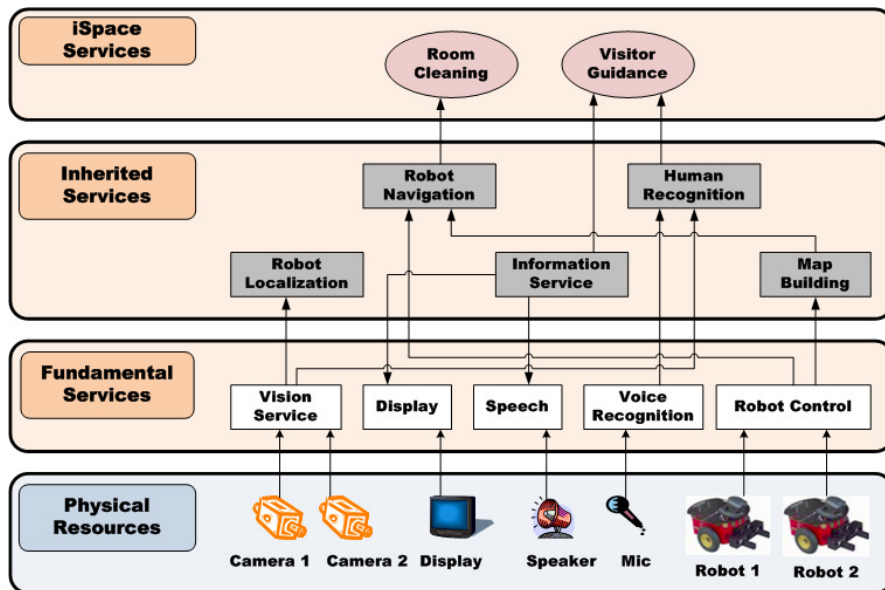 iSpace
Services
Room
Cleaning
Visitor
Guidance
Inherited
Services
Robot
Navigation
Human
Recognition
Robot
Localization
Information
Service
Map
Building
Fundamental
Services
Vision
Service
Display
Speech
Voice
Recognition
Robot Control
Physical
Resources
Camera 1
Camera 2
Display
Speaker
Mic
Robot 1
Robot 2